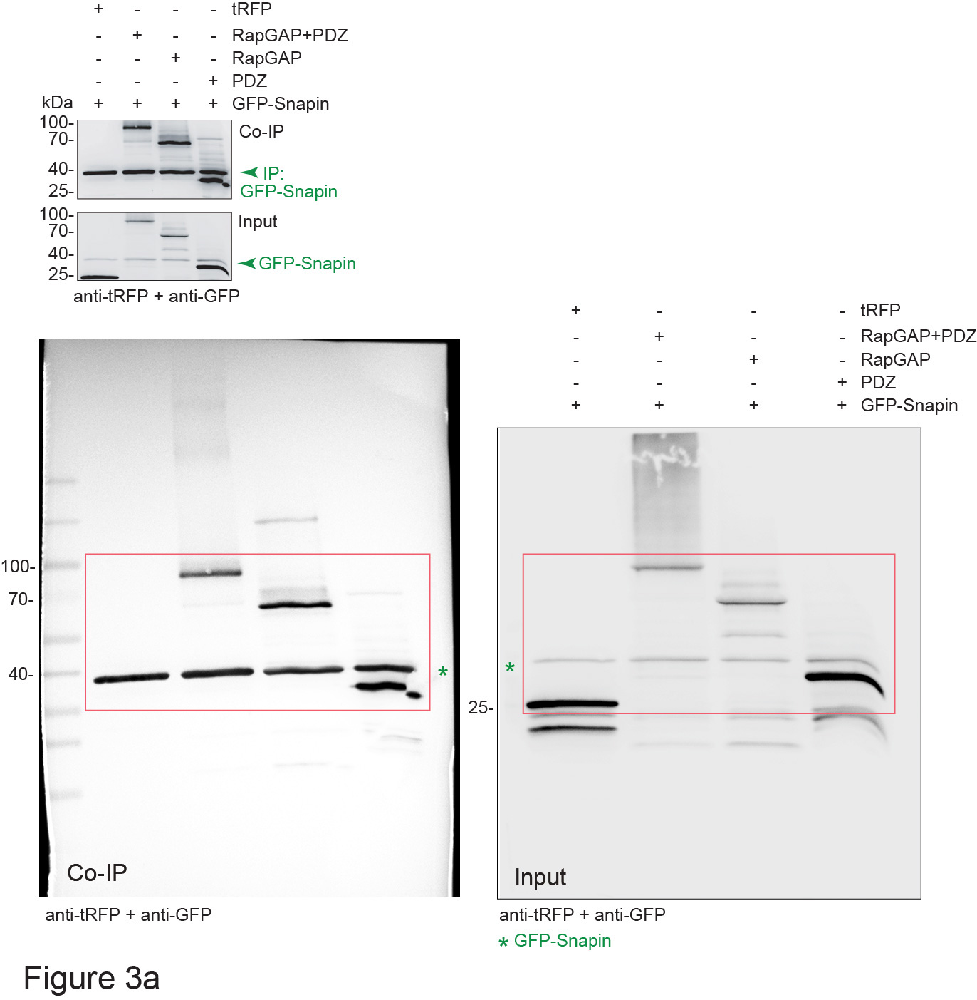 + - - - tRFP
- + - - RapGAP+PDZ
- - + - RapGAP
- - - + PDZ
kDa + + + + GFP-Snapin
100-
70-
40-
25-
Co-IP
IP:
GFP-Snapin
100-
70-
40-
25-
Input
GFP-Snapin
anti-tRFP + anti-GFP
+ - - - tRFP
- + - - RapGAP+PDZ
- - + - RapGAP
- - - + PDZ
+ + + + GFP-Snapin
100-
70-
40-
*
Co-IP
anti-tRFP + anti-GFP
*
25-
Input
anti-tRFP + anti-GFP
* GFP-Snapin
Figure 3a